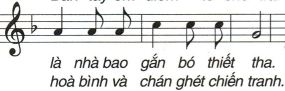 là nhà bao gắn bó thiết tha.
hoà bình và chán ghét chiến tranh.